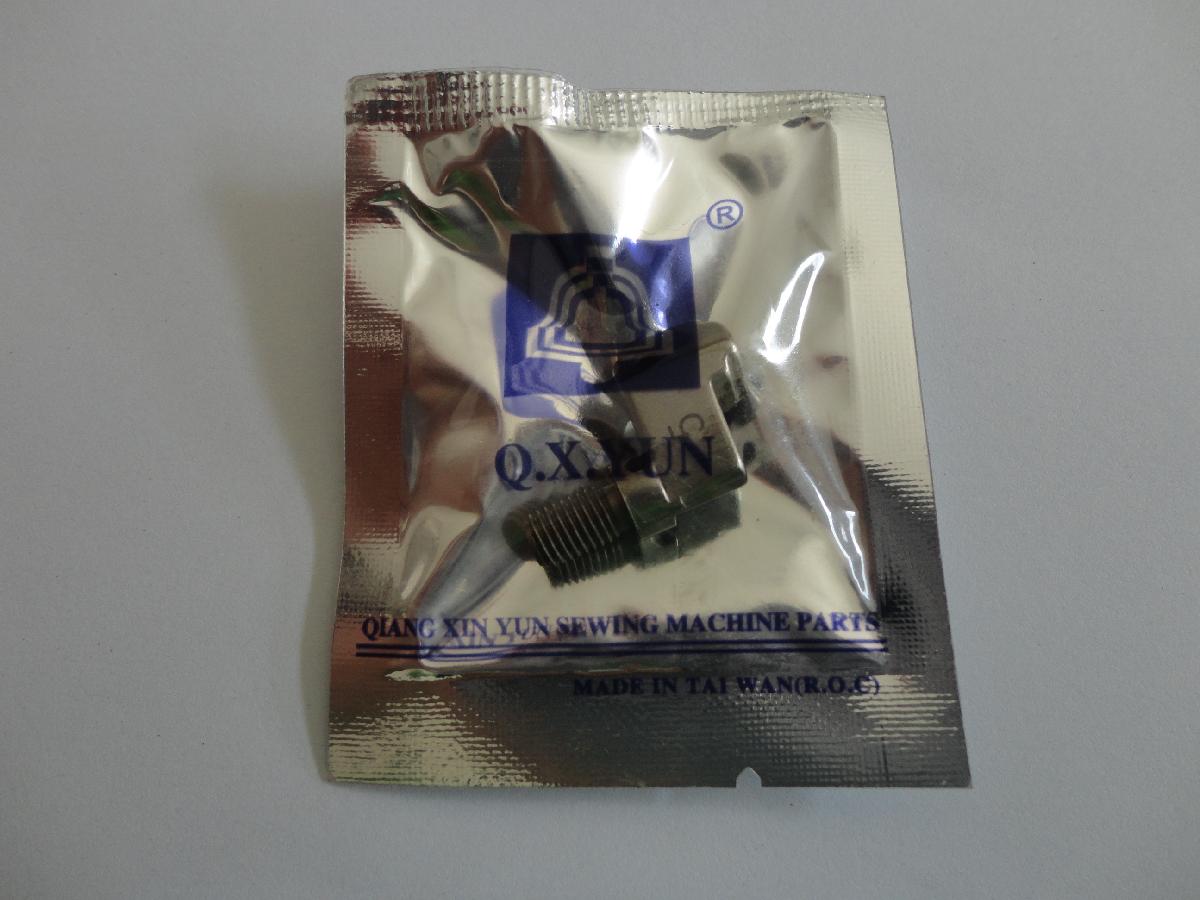 ®
Q.X.YUN
QIANG XIN YUN SEWING MACHINE PARTS
MADE IN TAI WAN(R.O.C)